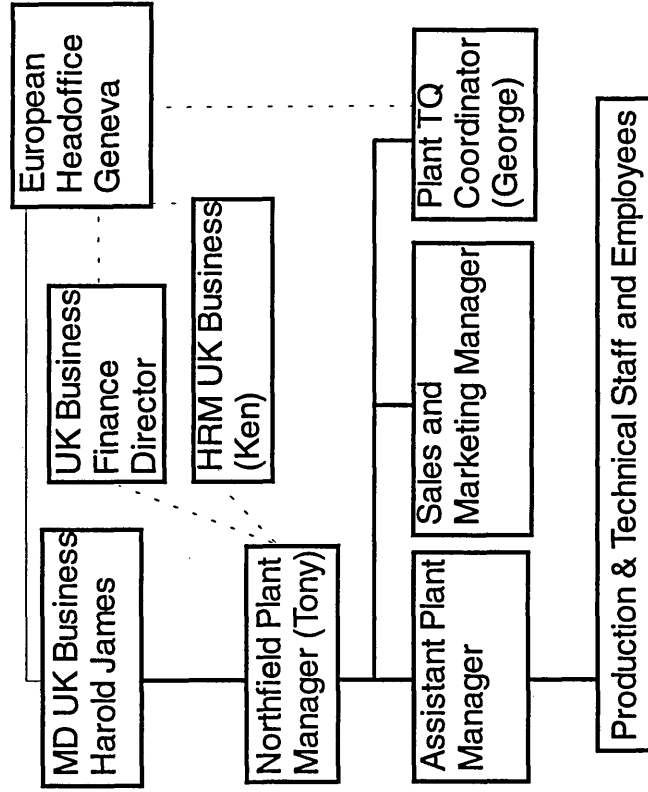 European
Headoffice
Geneva
UK Business
Finance
Director
HRM UK Business
(Ken)
MD UK Business
Harold James
Northfield Plant
Manager (Tony)
Assistant Plant
Manager
Sales and
Marketing Manager
Plant TQ
Coordinator
(George)
Production & Technical Staff and Employees